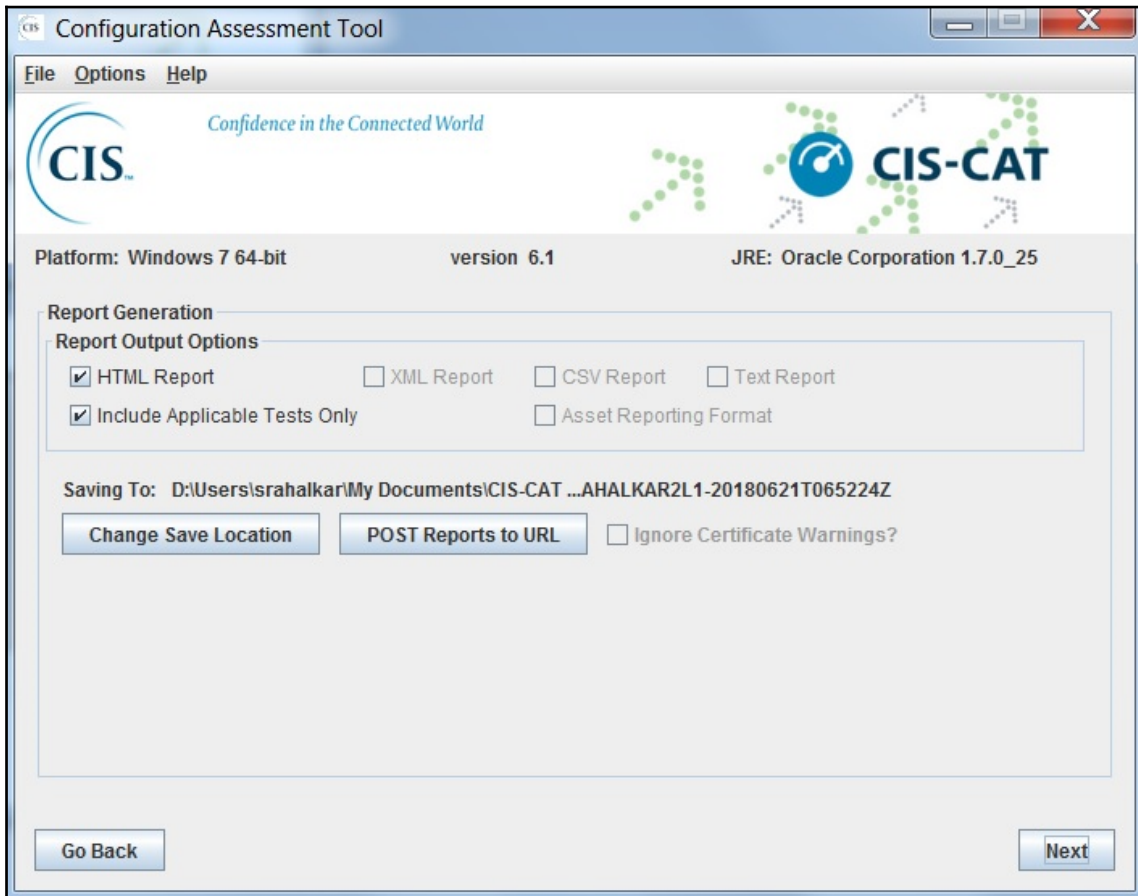 CIS Configuration Assessment Tool
File Options Help
Confidence in the Connected World
CIS™ CIS-CAT
Platform: Windows 7 64-bit version 6.1 JRE: Oracle Corporation 1.7.0_25
Report Generation
Report Output Options
HTML Report XML Report CSV Report Text Report
Include Applicable Tests Only Asset Reporting Format
Saving To: D:\Users\srahalkar\My Documents\CIS-CAT ...AHALKAR2L1-20180621T065224Z
Change Save Location POST Reports to URL Ignore Certificate Warnings?
Go Back Next